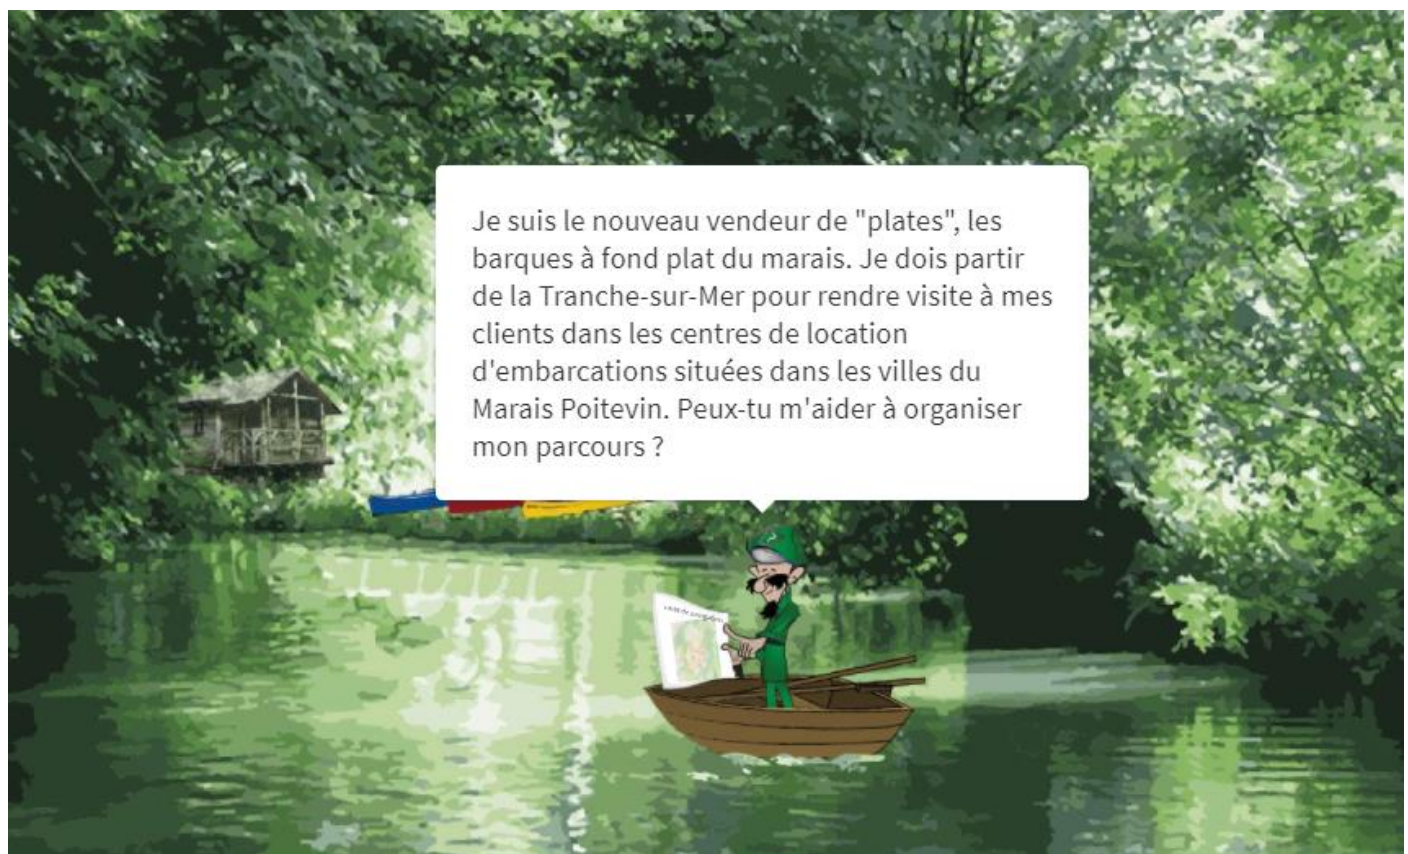 Je suis le nouveau vendeur de "plates", les
barques à fond plat du marais. Je dois partir
de la Tranche-sur-Mer pour rendre visite à mes
clients dans les centres de location
d'embarcations situées dans les villes du
Marais Poitevin. Peux-tu m'aider à organiser
mon parcours ?
?